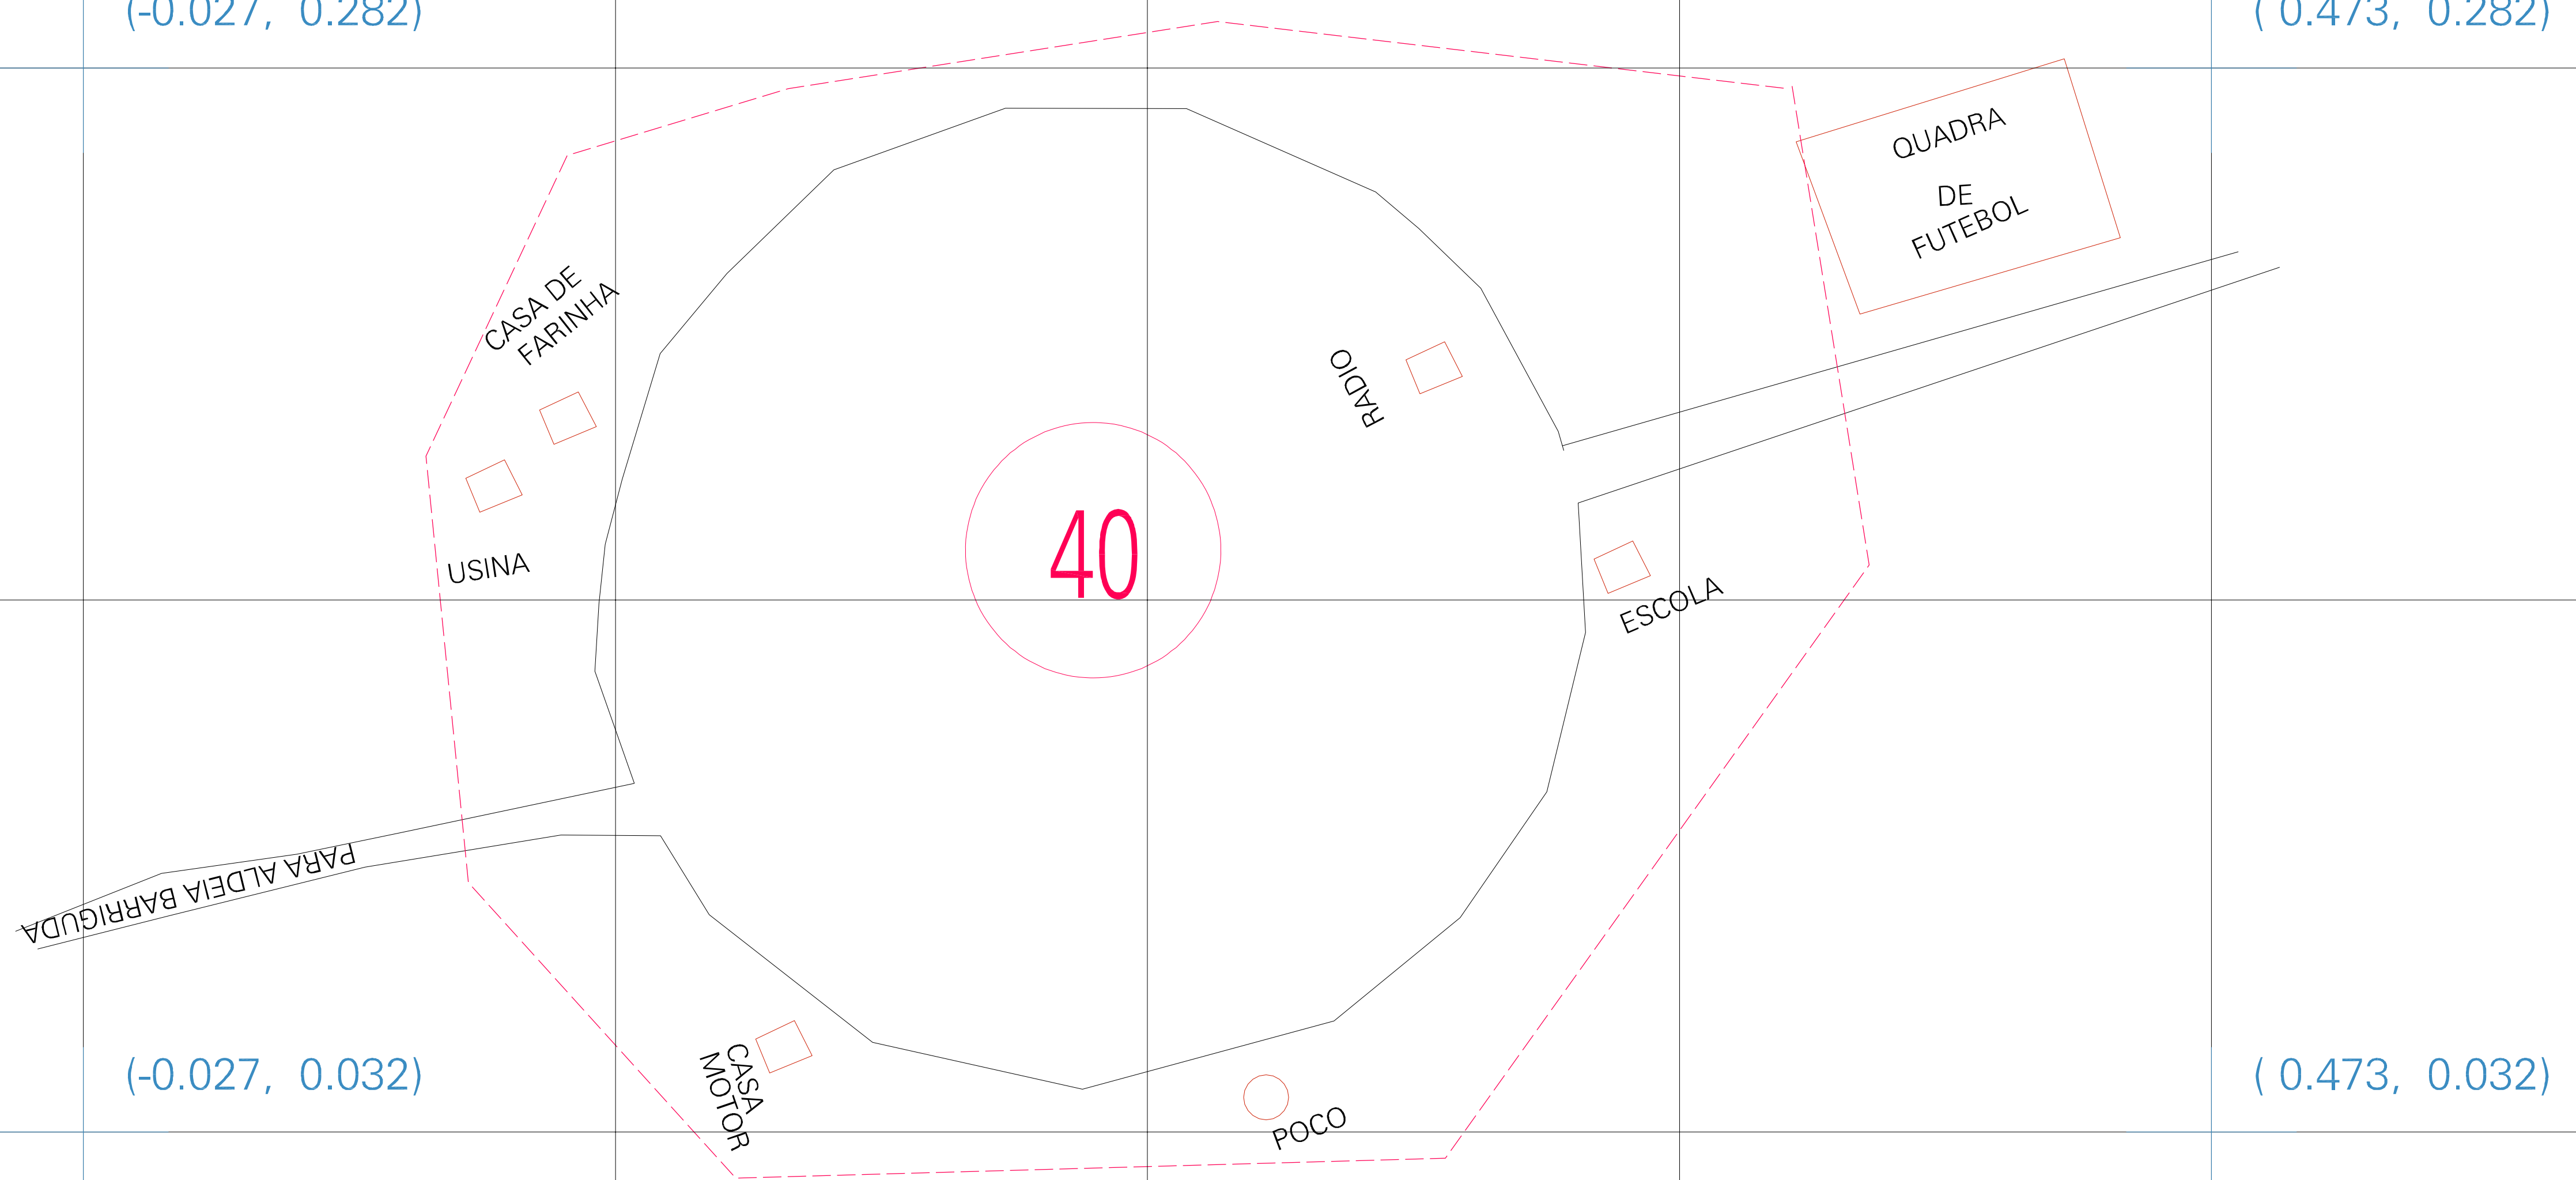 (-0.027, 0.282)
( 0.473, 0.282)
QUADRA
DE
FUTEBOL
CASA DE
FARINHA
RADIO
USINA
40
ESCOLA
PARA ALDEIA BARRIGUDA
CASA
MOTOR
POCO
(-0.027, 0.032)
( 0.473, 0.032)